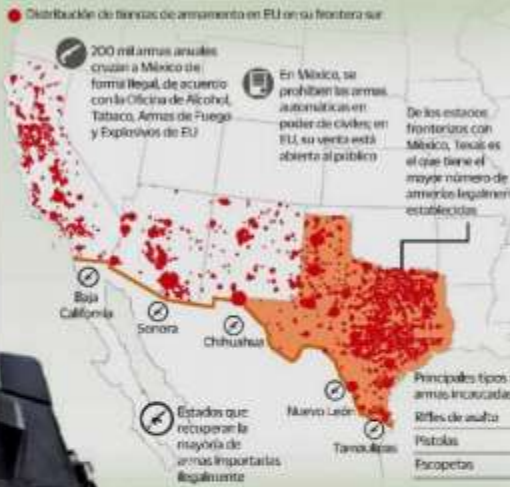 Distribución de tiendas de armamento en EU en su frontera sur
200 mil armas anuales
cruzan a México de
forma ilegal, de acuerdo
con la Oficina de Alcohol,
Tabaco, Armas de Fuego
y Explosivos de EU
En México, se
prohiben las armas
automáticas en
poder de civiles; en
EU, su venta está
abierta al público
De los estados
fronterizos con
México, Texas es
el que tiene el
mayor número de
armerías legalmen
establecidas
Baja
California
Sonora
Chihuahua
Nuevo León
Tamaulipas
Estados que
recuperan la
mayoría de
armas importadas
ilegalmente
Principales tipos
armas incautadas
Rifles de asalto
Pistolas
Escopetas